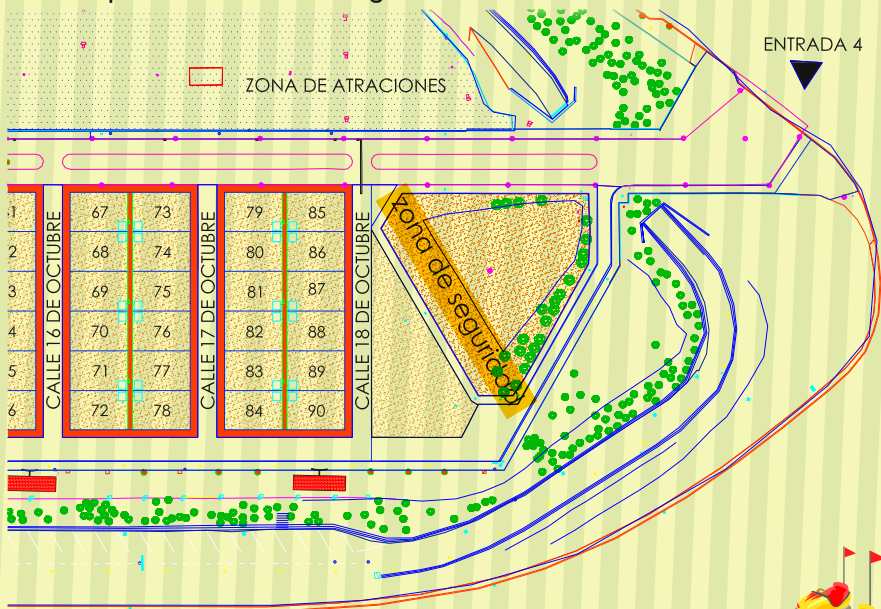 ENTRADA 4
ZONA DE ATRACIONES
CALLE 16 DE OCTUBRE
67 73
68 74
69 75
70 76
71 77
72 78
CALLE 17 DE OCTUBRE
79 85
80 86
81 87
82 88
83 89
84 90
CALLE 18 DE OCTUBRE
zona de seguridad